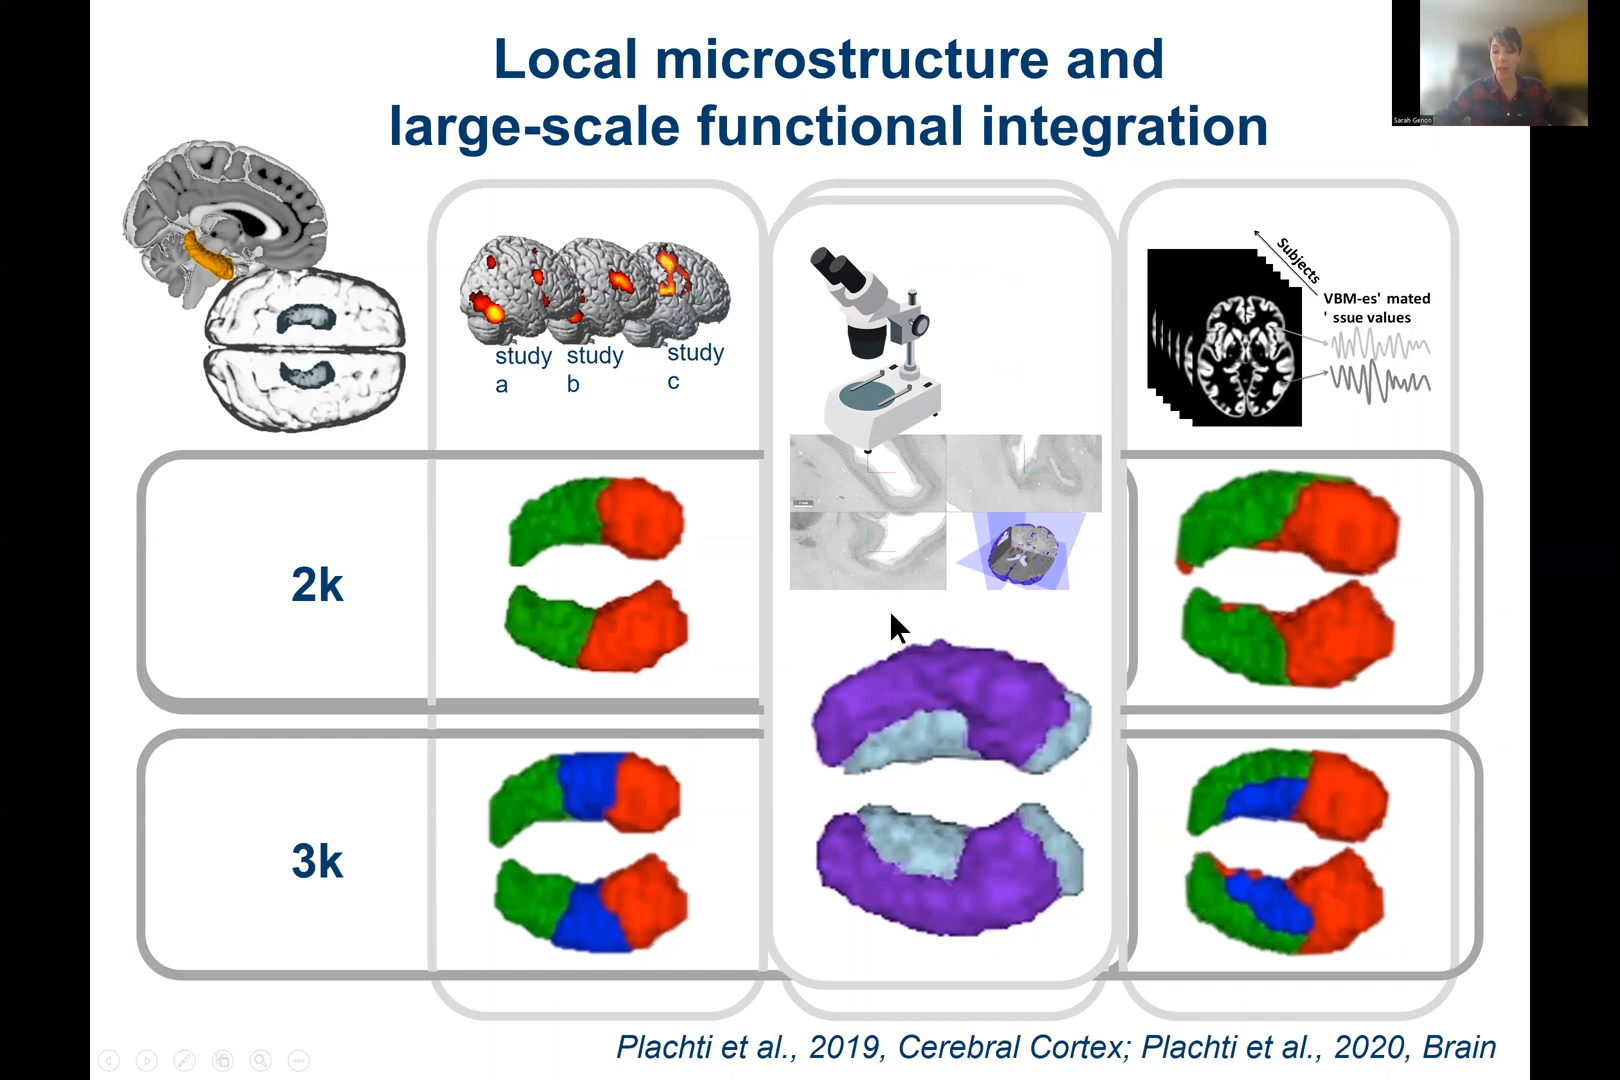 Local microstructure and
large-scale functional integration
Sarah Genon
study
a
study
b
study
c
Subjects
VBM-es' mated
' ssue values
2k
3k
Plachti et al., 2019, Cerebral Cortex; Plachti et al., 2020, Brain